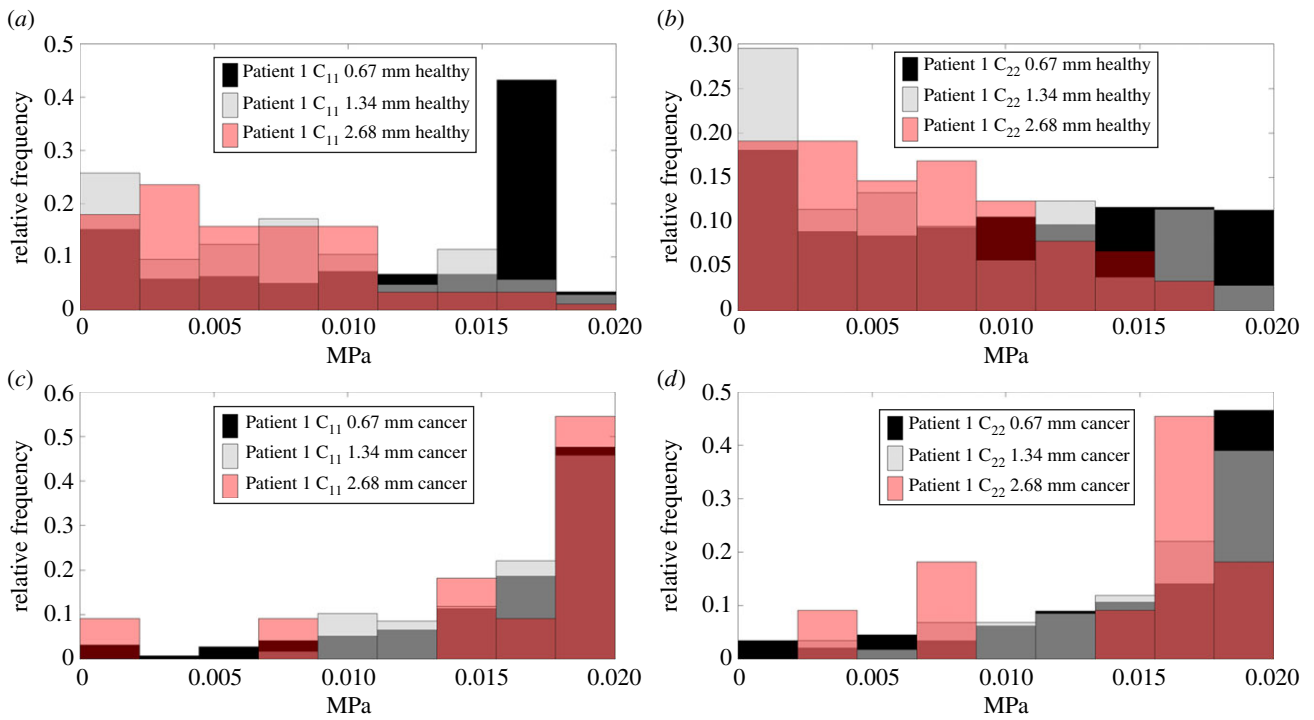 (a)
0.5
0.4
0.3
0.2
0.1
0
relative frequency
Patient 1 C11 0.67 mm healthy
Patient 1 C11 1.34 mm healthy
Patient 1 C11 2.68 mm healthy
0 0.005 0.010 0.015 0.020
MPa
(b)
0.30
0.25
0.20
0.15
0.10
0.05
0
relative frequency
Patient 1 C22 0.67 mm healthy
Patient 1 C22 1.34 mm healthy
Patient 1 C22 2.68 mm healthy
0 0.005 0.010 0.015 0.020
MPa
(c)
0.6
0.5
0.4
0.3
0.2
0.1
0
relative frequency
Patient 1 C11 0.67 mm cancer
Patient 1 C11 1.34 mm cancer
Patient 1 C11 2.68 mm cancer
0 0.005 0.010 0.015 0.020
MPa
(d)
0.5
0.4
0.3
0.2
0.1
0
relative frequency
Patient 1 C22 0.67 mm cancer
Patient 1 C22 1.34 mm cancer
Patient 1 C22 2.68 mm cancer
0 0.005 0.010 0.015 0.020
MPa